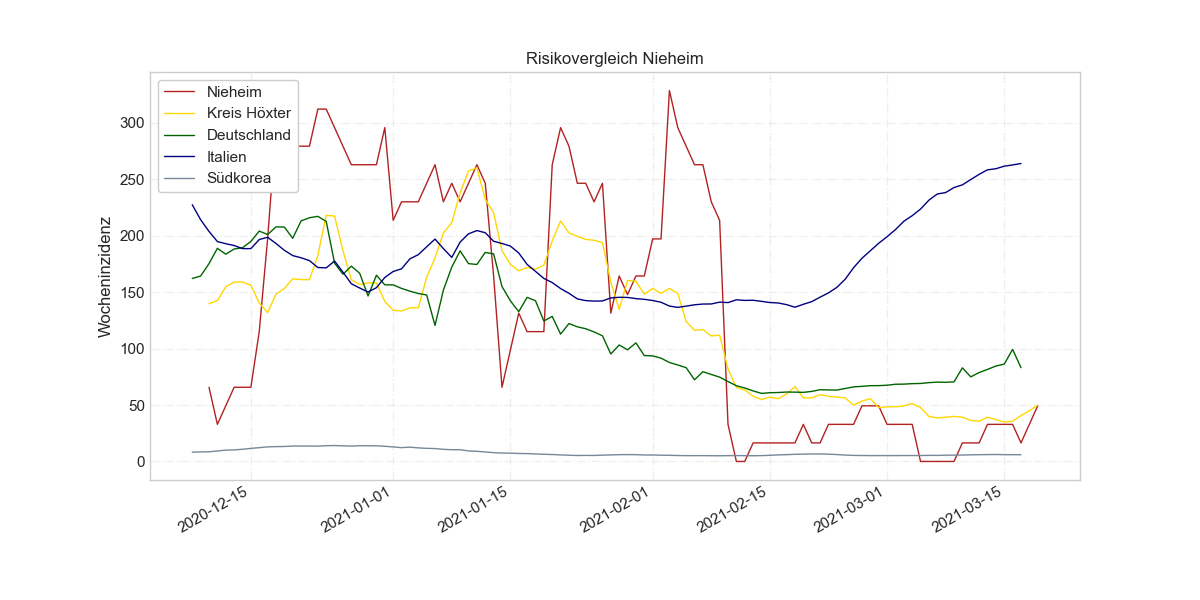 Risikovergleich Nieheim
Nieheim
Kreis Höxter
Deutschland
Italien
Südkorea
Wocheninzidenz
300
250
200
150
100
50
0
2020-12-15
2021-01-01
2021-01-15
2021-02-01
2021-02-15
2021-03-01
2021-03-15